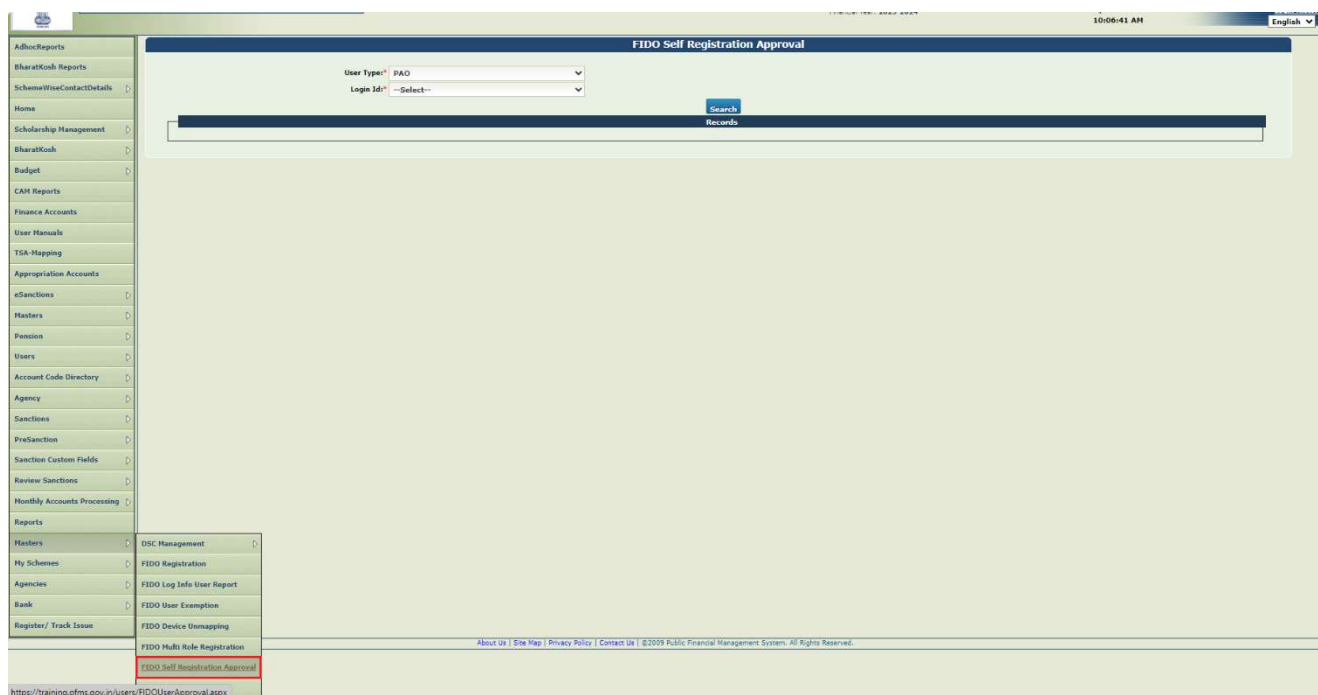 10:06:41 AM
English
FIDO Self Registration Approval
User Type:* PAO
Login Id:* --Select--
Search
Records
AdhocReports
BharatKosh Reports
SchemeWiseContactDetails
Home
Scholarship Management
BharatKosh
Budget
CAM Reports
Finance Accounts
User Manuals
TSA-Mapping
Appropriation Accounts
eSanctions
Masters
Pension
Users
Account Code Directory
Agency
Sanctions
PreSanction
Sanction Custom Fields
Review Sanctions
Monthly Accounts Processing
Reports
Masters
My Schemes
Agencies
Bank
Register/ Track Issue
DSC Management
FIDO Registration
FIDO Log Info User Report
FIDO User Exemption
FIDO Device Unmapping
FIDO Multi Role Registration
FIDO Self Registration Approval
About Us | Site Map | Privacy Policy | Contact Us | ©2009 Public Financial Management System. All Rights Reserved.
https://training.pfms.gov.in/users/FIDOUserApproval.aspx